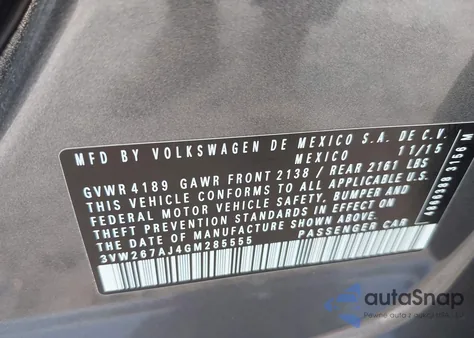 MFD BY VOLKSWAGEN DE MEXICO S.A. DE C.V.
MEXICO 11/15
GVWR 4189 GAWR FRONT 2138 / REAR 2161 LBS
THIS VEHICLE CONFORMS TO ALL APPLICABLE
FEDERAL MOTOR VEHICLE SAFETY, BUMPER AND
THEFT PREVENTION STANDARDS IN EFFECT ON
THE DATE OF MANUFACTURE SHOWN ABOVE.
3VW267AJ4GM285555 PASSENGER CAR
autoSnap